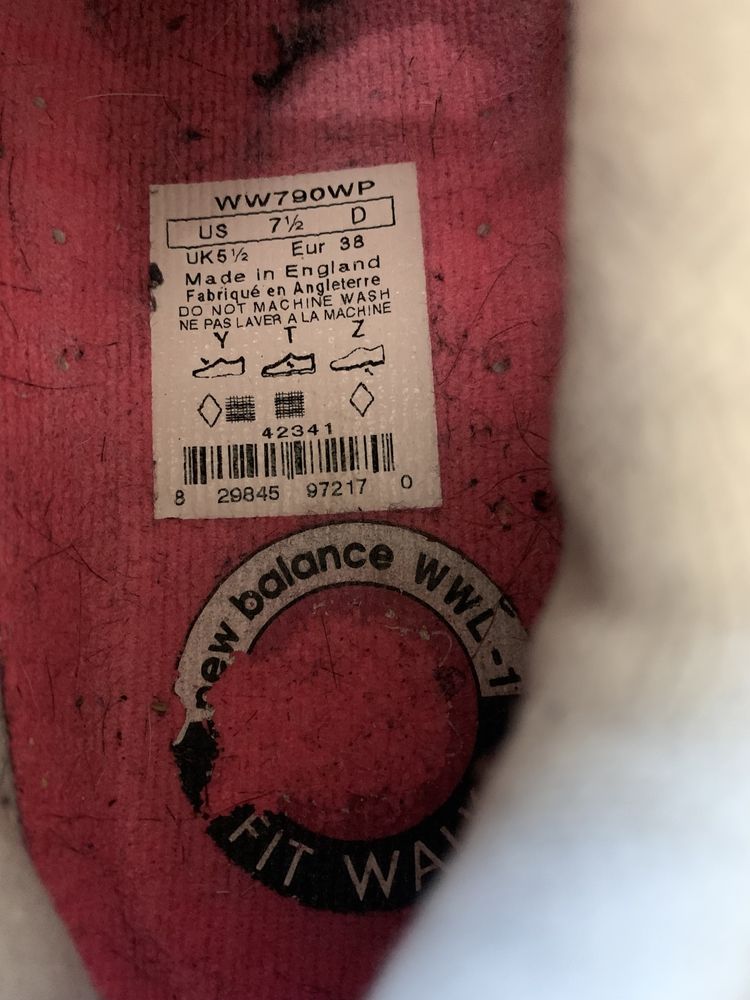 WW790WP
US 7½ D
UK5½ Eur 38
Made in England
Fabriqué en Angleterre
DO NOT MACHINE WASH
NE PAS LAVER A LA MACHINE
Y T Z
42341
8 29845 97217 0
new balance WWL-1
FIT